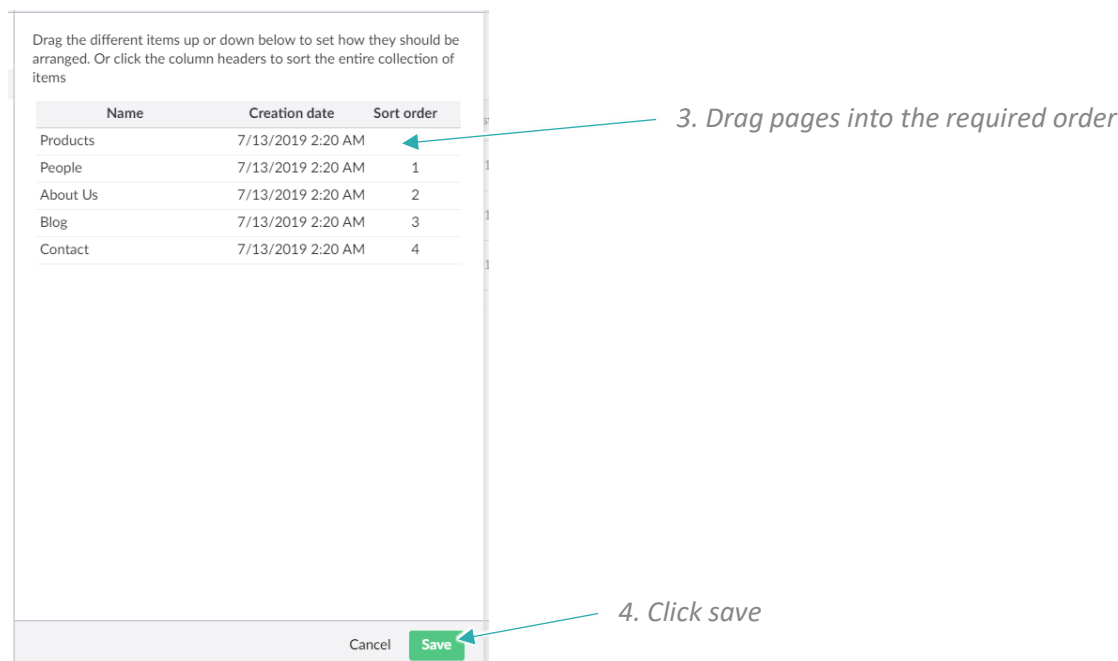 Drag the different items up or down below to set how they should be
arranged. Or click the column headers to sort the entire collection of
items
Name Creation date Sort order
Products 7/13/2019 2:20 AM
People 7/13/2019 2:20 AM 1
About Us 7/13/2019 2:20 AM 2
Blog 7/13/2019 2:20 AM 3
Contact 7/13/2019 2:20 AM 4
3. Drag pages into the required order
4. Click save
Cancel Save